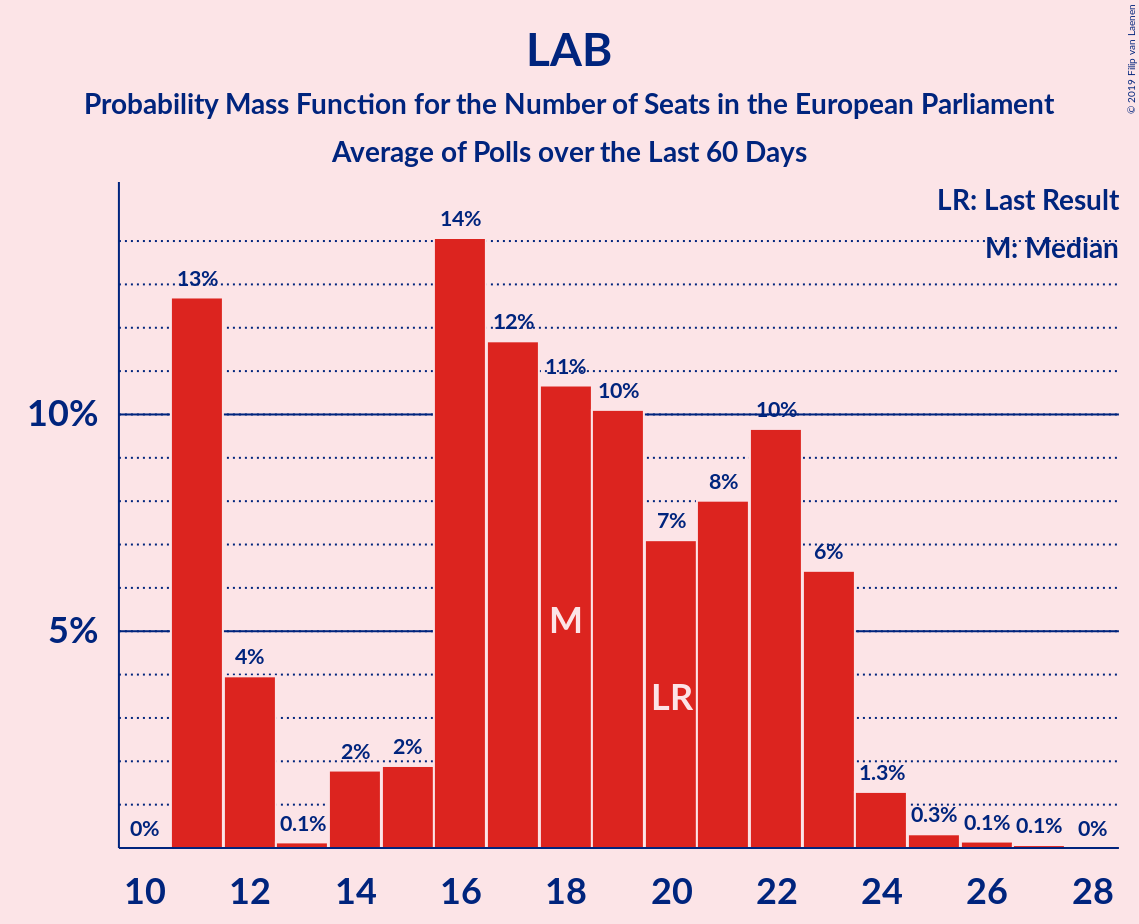 LAB
Probability Mass Function for the Number of Seats in the European Parliament
Average of Polls over the Last 60 Days
© 2019 Filip van Laenen
LR: Last Result
M: Median
10%
5%
0%
13%
4%
0.1%
2%
2%
14%
12%
11%
10%
7%
8%
10%
6%
1.3%
0.3%
0.1%
0.1%
0%
M
LR
10 12 14 16 18 20 22 24 26 28